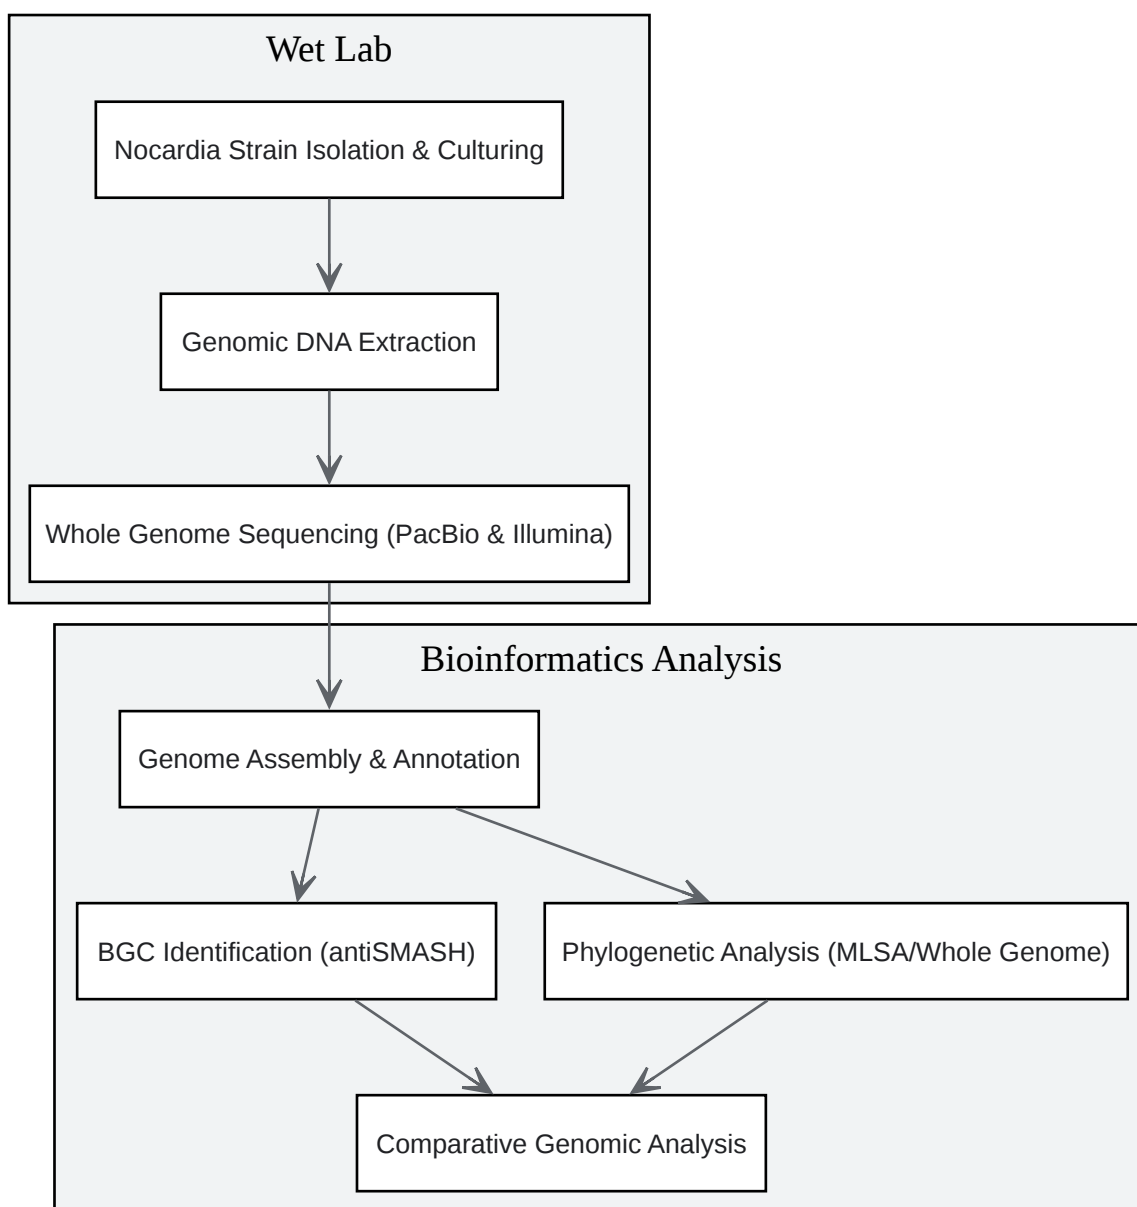 Wet Lab
Nocardia Strain Isolation & Culturing
Genomic DNA Extraction
Whole Genome Sequencing (PacBio & Illumina)
Bioinformatics Analysis
Genome Assembly & Annotation
BGC Identification (antiSMASH)
Phylogenetic Analysis (MLSA/Whole Genome)
Comparative Genomic Analysis